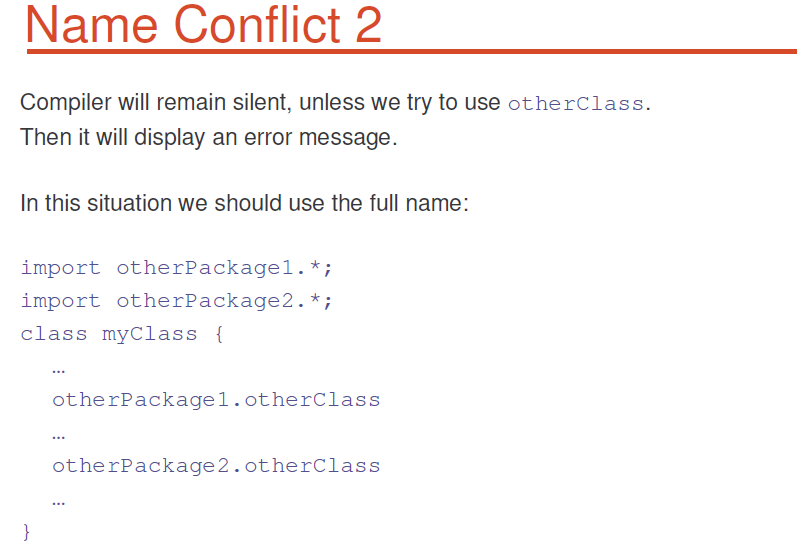 Name Conflict 2
Compiler will remain silent, unless we try to use otherClass.
Then it will display an error message.
In this situation we should use the full name:
import otherPackage1.*;
import otherPackage2.*;
class myClass {
…
otherPackage1.otherClass
…
otherPackage2.otherClass
…
}